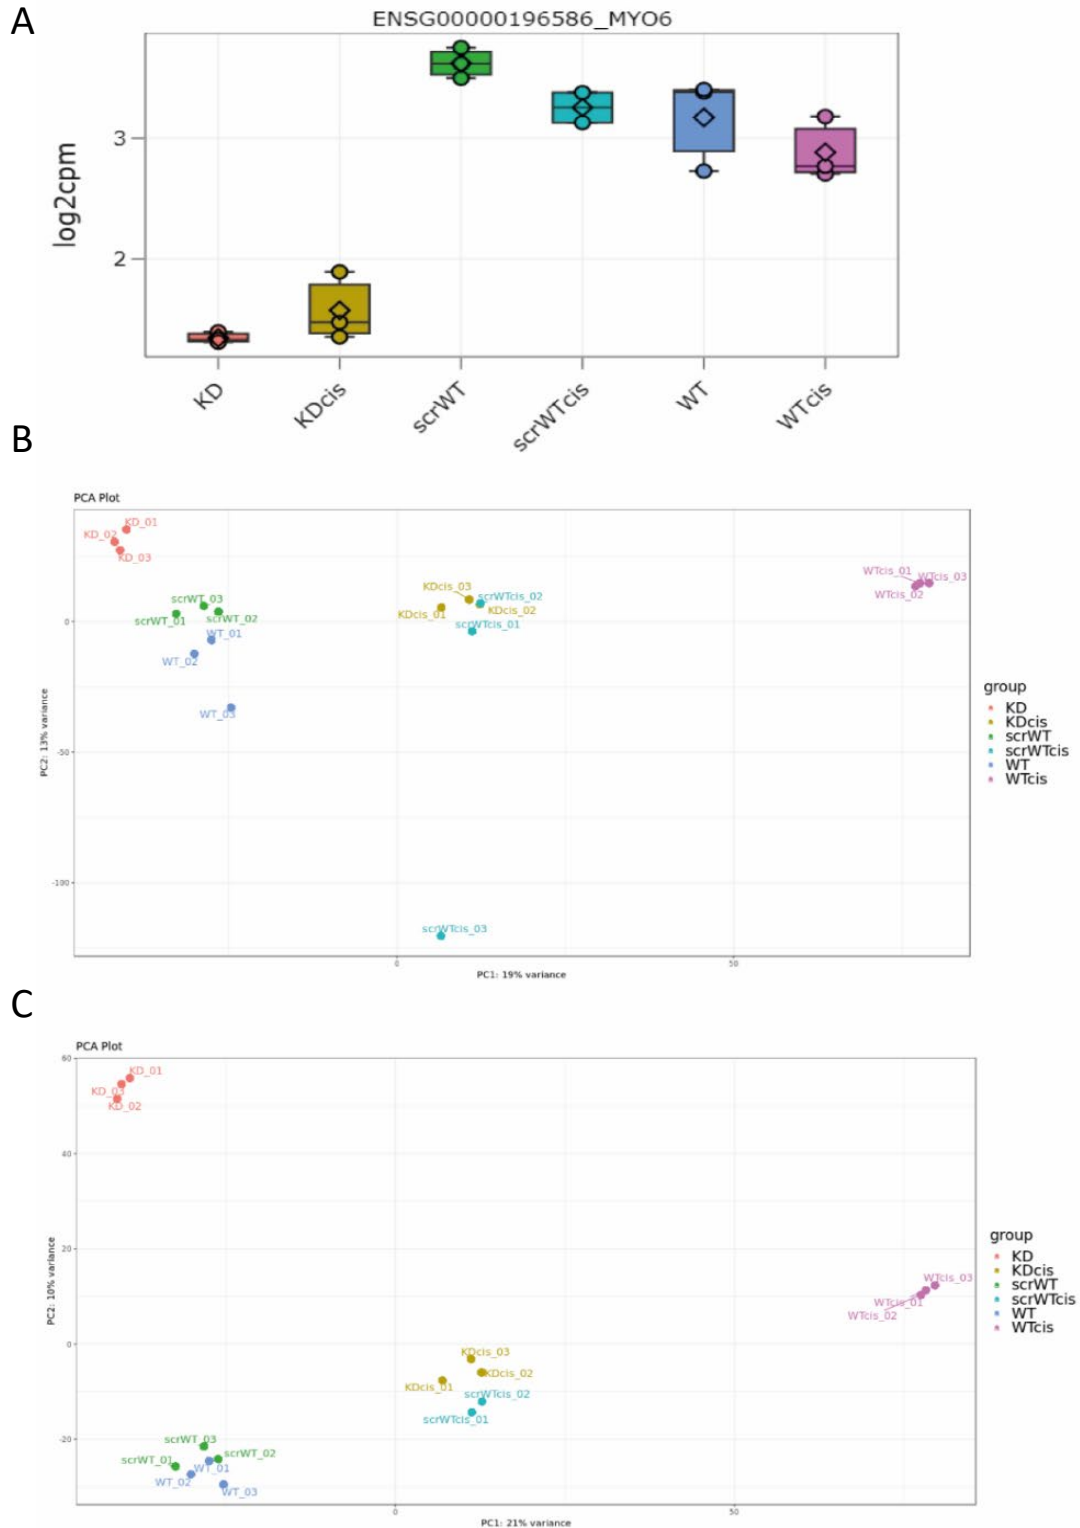 A
ENSG00000196586_MYO6
log2cpm
3
2
KD
KDcis
scrWT
scrWTcis
WT
WTcis
B
PCA Plot
KD_01
KD_02
KD_03
scrWT_03
scrWT_01
scrWT_02
WT_01
WT_02
WT_03
KDcis_03
scrWTcis_02
KDcis_01
KDcis_02
scrWTcis_01
WTcis_01
WTcis_03
WTcis_02
scrWTcis_03
0
-50
-100
PC2: 13% variance
0
50
PC1: 19% variance
group
KD
KDcis
scrWT
scrWTcis
WT
WTcis
C
PCA Plot
60
40
20
0
-20
PC2: 10% variance
KD_01
KD_03
KD_02
WTcis_03
WTcis_01
WTcis_02
KDcis_03
KDcis_02
KDcis_01
scrWTcis_02
scrWTcis_01
scrWT_03
scrWT_02
scrWT_01
WT_01
WT_02
WT_03
0
50
PC1: 21% variance
group
KD
KDcis
scrWT
scrWTcis
WT
WTcis